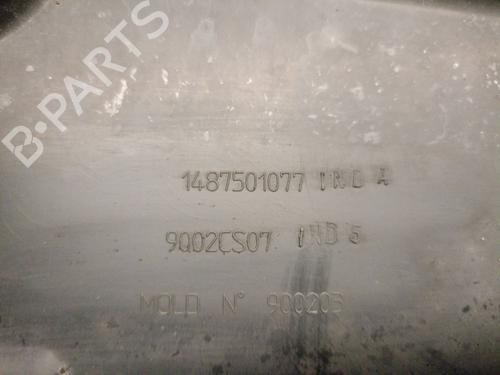 B-PARTS
1487501077 IND A
9Q02CS07 IND 5
MOLD N° 900203